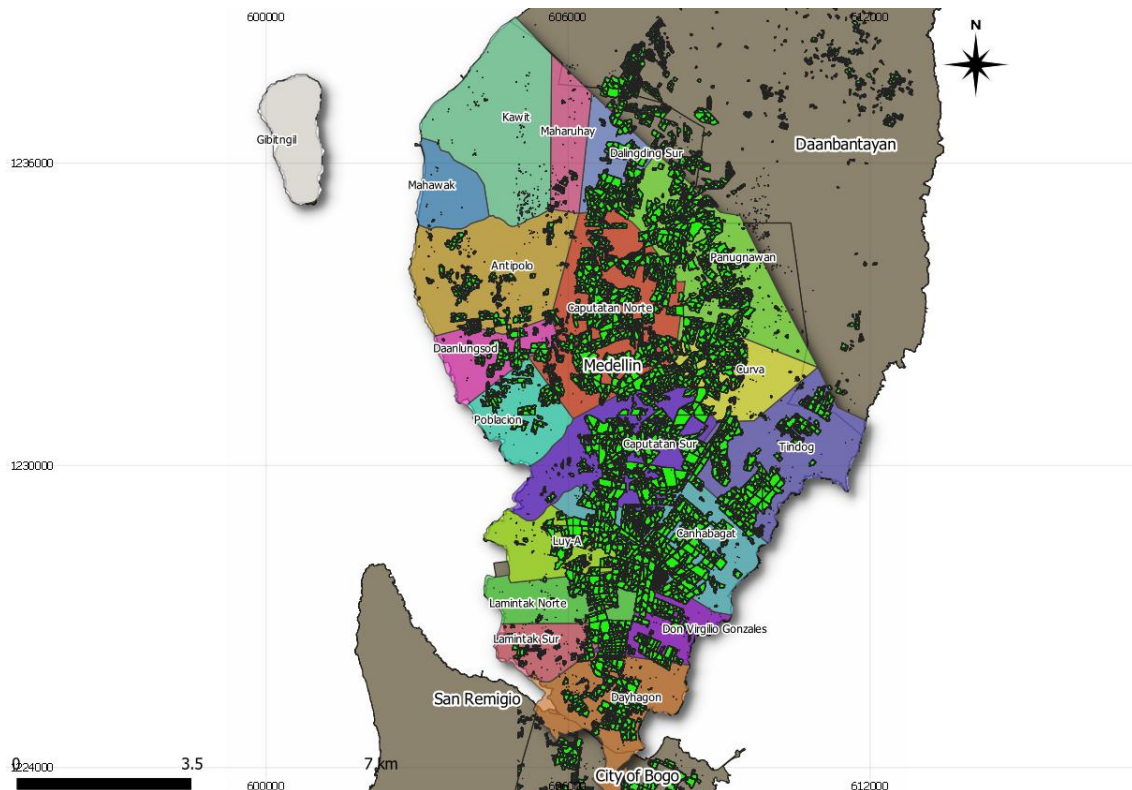 600000
606000
612000
N
Kawit
Maharuhay
Gibitngil
Dalingding Sur
Daanbantayan
1236000
Mahawak
Panugnawan
Antipolo
Caputatan Norte
Daanlungsod
Medellin
Curva
Poblacion
Caputatan Sur
Tindog
1230000
Canhabagat
Luy-A
Lamintak Norte
Don Virgilio Gonzales
Lamintak Sur
San Remigio
Dayhagon
0 3.5 7 km
1224000
City of Bogo
600000
612000